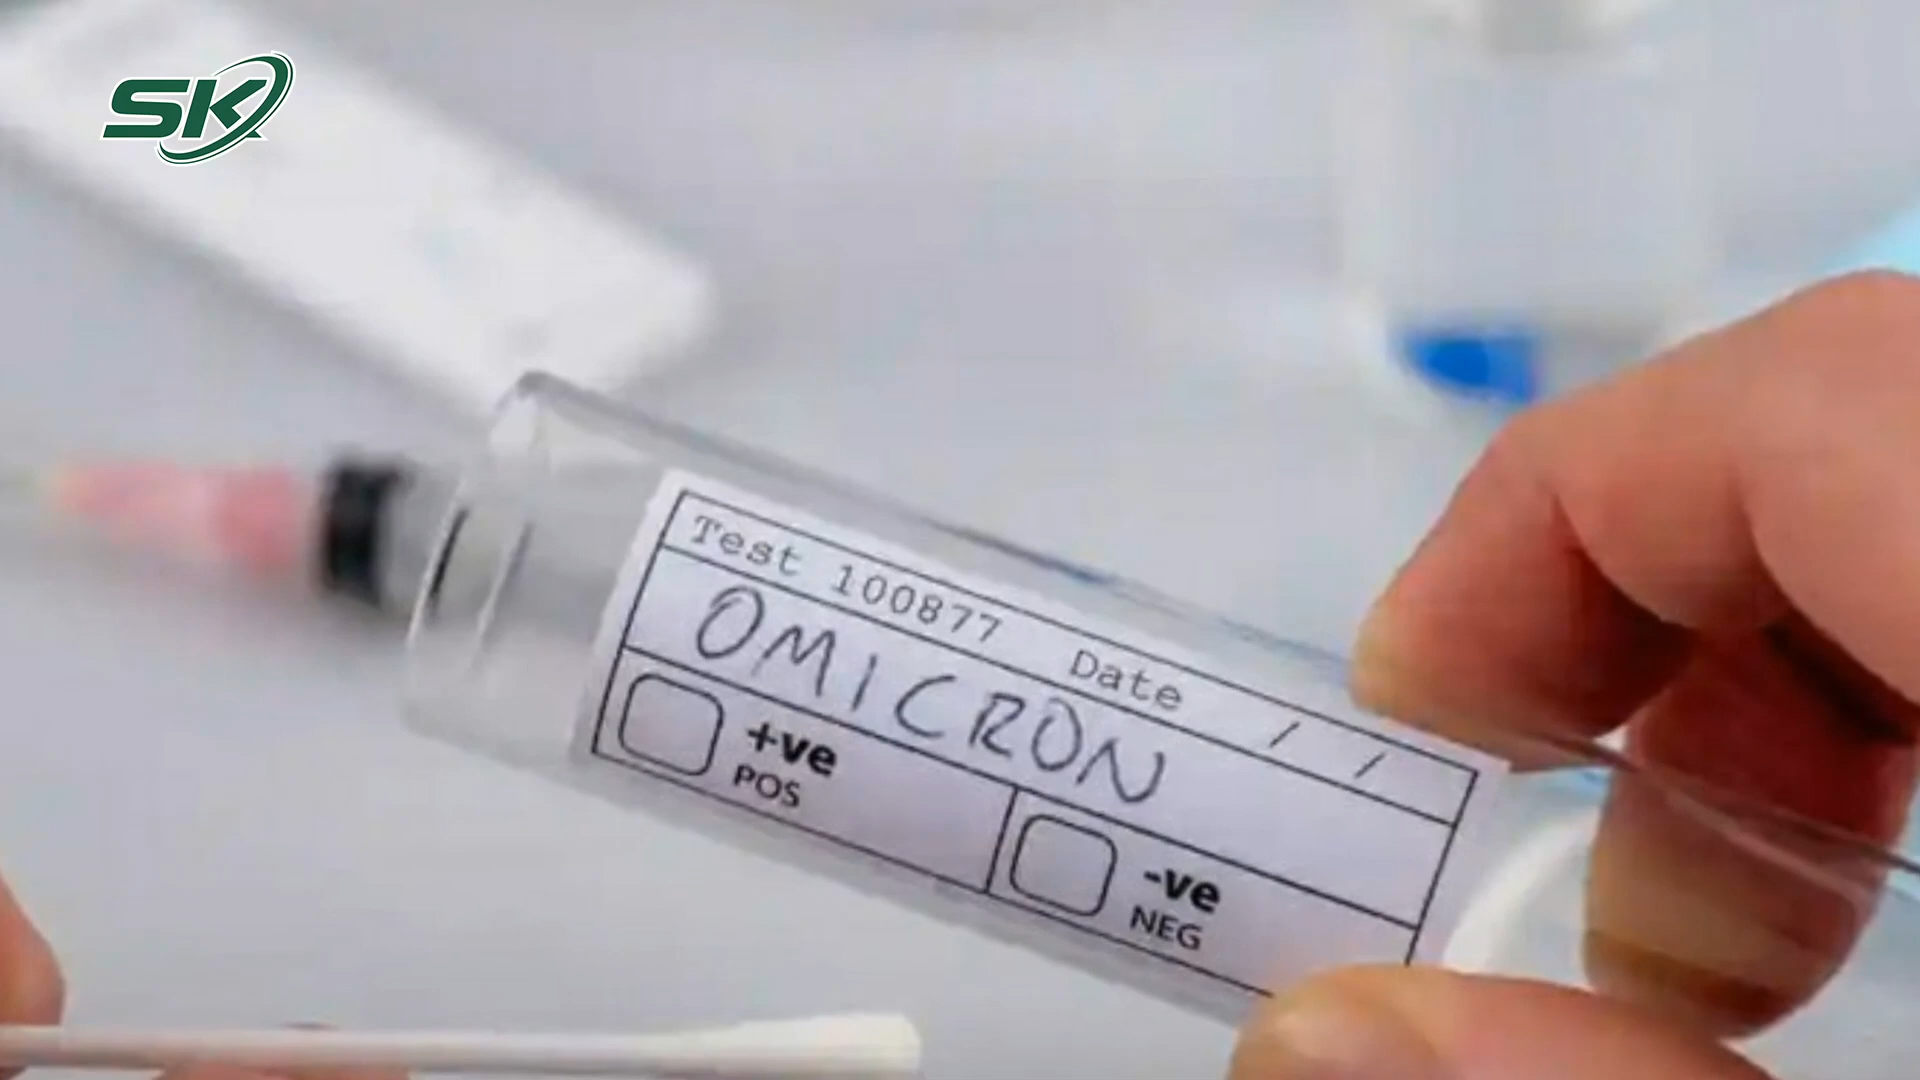 SK
Test 100877 Date / /
OMICRON
+ve
POS
-ve
NEG